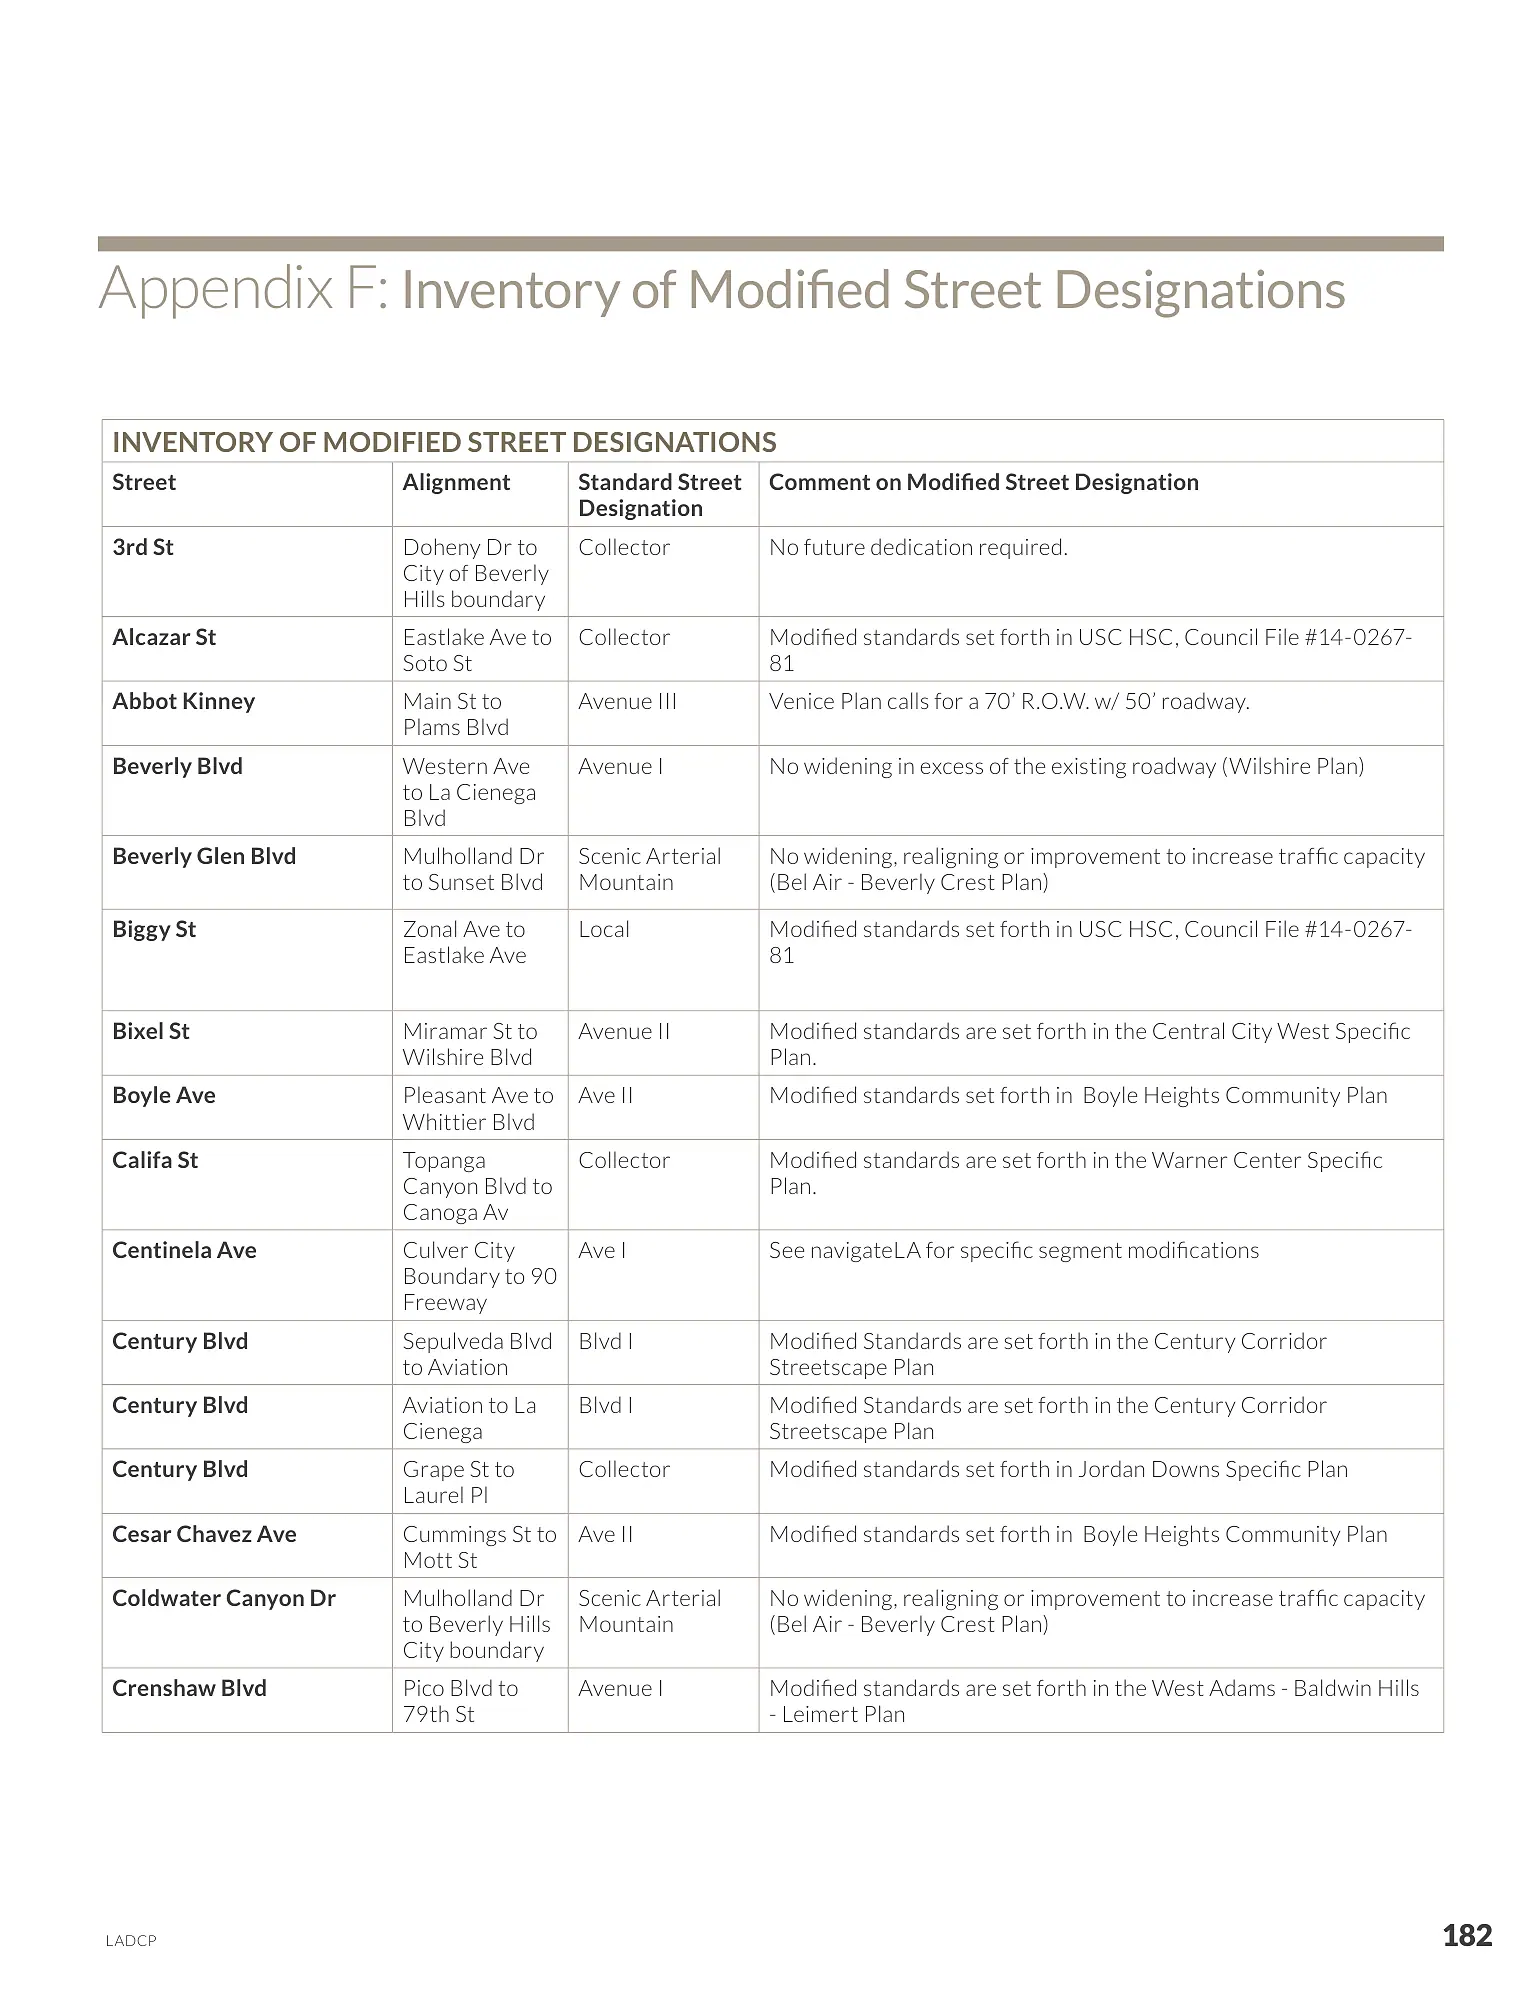 Appendix F: Inventory of Modified Street Designations
INVENTORY OF MODIFIED STREET DESIGNATIONS
Street
Alignment
Standard Street
Designation
Comment on Modified Street Designation
3rd St
Doheny Dr to
City of Beverly
Hills boundary
Collector
No future dedication required.
Alcazar St
Eastlake Ave to
Soto St
Collector
Modified standards set forth in USC HSC, Council File #14-0267-
81
Abbot Kinney
Main St to
Plams Blvd
Avenue III
Venice Plan calls for a 70’ R.O.W. w/ 50’ roadway.
Beverly Blvd
Western Ave
to La Cienega
Blvd
Avenue I
No widening in excess of the existing roadway (Wilshire Plan)
Beverly Glen Blvd
Mulholland Dr
to Sunset Blvd
Scenic Arterial
Mountain
No widening, realigning or improvement to increase traffic capacity
(Bel Air - Beverly Crest Plan)
Biggy St
Zonal Ave to
Eastlake Ave
Local
Modified standards set forth in USC HSC, Council File #14-0267-
81
Bixel St
Miramar St to
Wilshire Blvd
Avenue II
Modified standards are set forth in the Central City West Specific
Plan.
Boyle Ave
Pleasant Ave to
Whittier Blvd
Ave II
Modified standards set forth in  Boyle Heights Community Plan
Califa St
Topanga
Canyon Blvd to
Canoga Av
Collector
Modified standards are set forth in the Warner Center Specific
Plan.
Centinela Ave
Culver City
Boundary to 90
Freeway
Ave I
See navigateLA for specific segment modifications
Century Blvd
Sepulveda Blvd
to Aviation
Blvd I
Modified Standards are set forth in the Century Corridor
Streetscape Plan
Century Blvd
Aviation to La
Cienega
Blvd I
Modified Standards are set forth in the Century Corridor
Streetscape Plan
Century Blvd
Grape St to
Laurel Pl
Collector
Modified standards set forth in Jordan Downs Specific Plan
Cesar Chavez Ave
Cummings St to
Mott St
Ave II
Modified standards set forth in  Boyle Heights Community Plan
Coldwater Canyon Dr
Mulholland Dr
to Beverly Hills
City boundary
Scenic Arterial
Mountain
No widening, realigning or improvement to increase traffic capacity
(Bel Air - Beverly Crest Plan)
Crenshaw Blvd
Pico Blvd to
79th St
Avenue I
Modified standards are set forth in the West Adams - Baldwin Hills
- Leimert Plan
LADCP
182